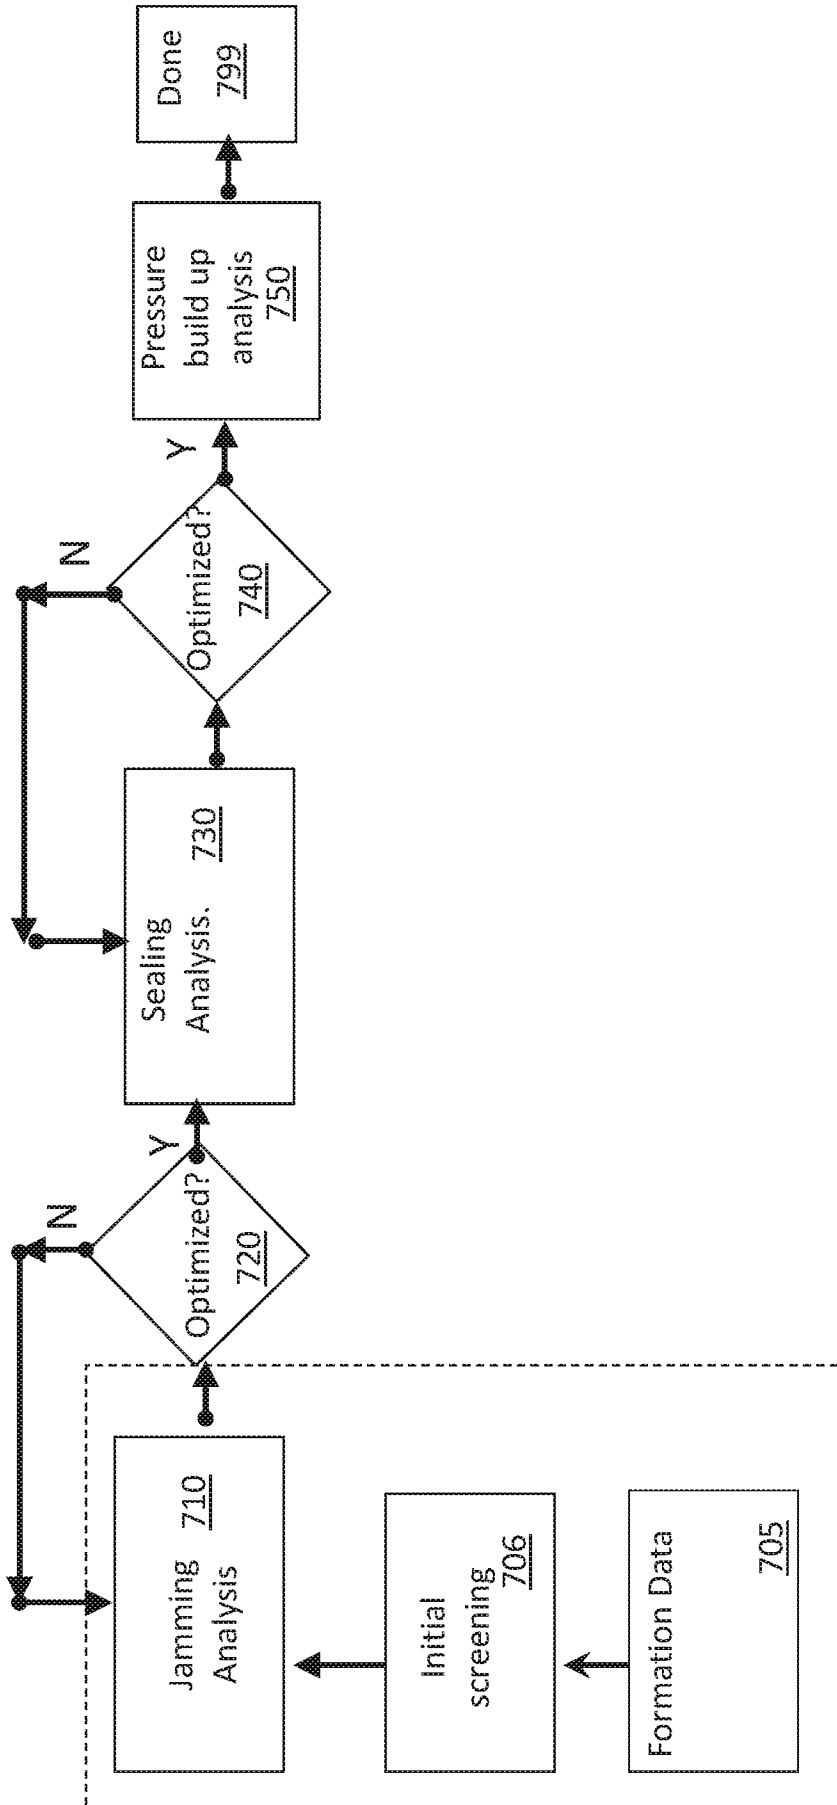 Formation Data
705
Initial
screening
706
Jamming
Analysis
710
Optimized?
720
N
Y
Sealing
Analysis.
730
Optimized?
740
N
Y
Pressure
build up
analysis
750
Done
799